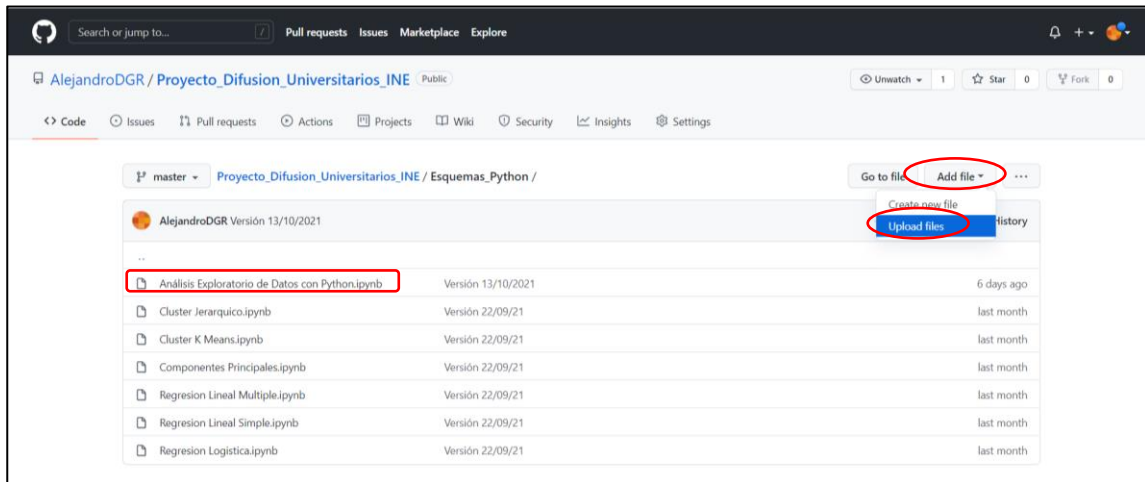 Search or jump to... / Pull requests Issues Marketplace Explore
AlejandroDGR / Proyecto_Difusion_Universitarios_INE Public Unwatch 1 Star 0 Fork 0
<> Code Issues Pull requests Actions Projects Wiki Security Insights Settings
master Proyecto_Difusion_Universitarios_INE / Esquemas_Python / Go to file Add file ...
Create new file
AlejandroDGR Versión 13/10/2021 Upload files History
..
Análisis Exploratorio de Datos con Python.ipynb Versión 13/10/2021 6 days ago
Cluster Jerarquico.ipynb Versión 22/09/21 last month
Cluster K Means.ipynb Versión 22/09/21 last month
Componentes Principales.ipynb Versión 22/09/21 last month
Regresion Lineal Multiple.ipynb Versión 22/09/21 last month
Regresion Lineal Simple.ipynb Versión 22/09/21 last month
Regresion Logistica.ipynb Versión 22/09/21 last month